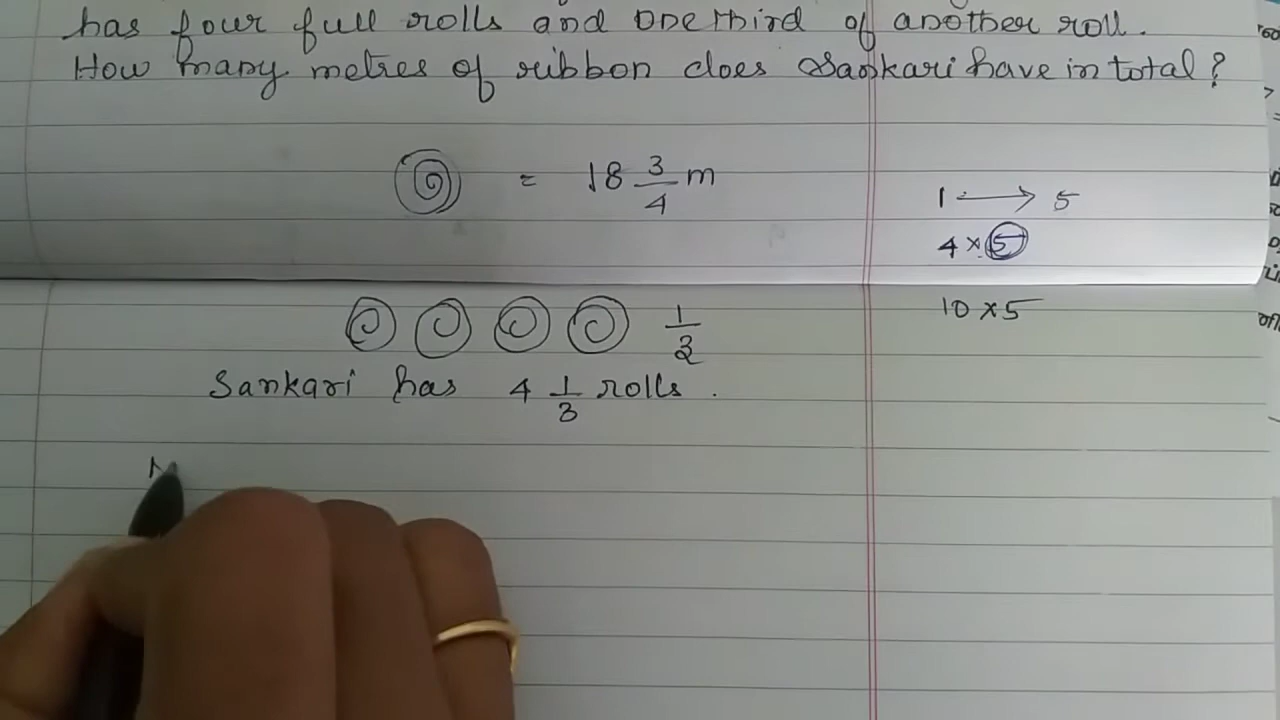 has four full rolls and one third of another roll.
How many metres of ribbon does Sankari have in total?
= 18 3/4 m
1 → 5
4 × 5
10 × 5
1/3
Sankari has 4 1/3 rolls.